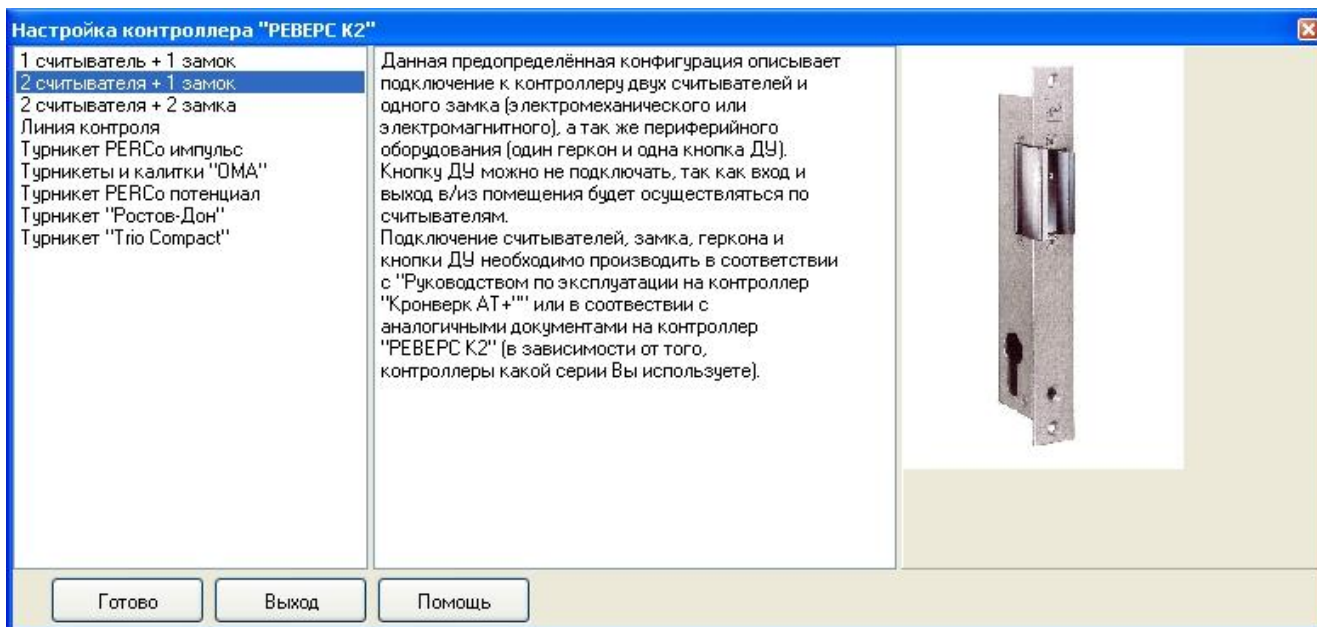 Настройка контроллера "РЕВЕРС К2"
1 считыватель + 1 замок
2 считывателя + 1 замок
2 считывателя + 2 замка
Линия контроля
Турникет PERCo импульс
Турникеты и калитки "ОМА"
Турникет PERCo потенциал
Турникет "Ростов-Дон"
Турникет "Trio Compact"
Данная предопределённая конфигурация описывает
подключение к контроллеру двух считывателей и
одного замка (электромеханического или
электромагнитного), а так же периферийного
оборудования (один геркон и одна кнопка ДУ).
Кнопку ДУ можно не подключать, так как вход и
выход в/из помещения будет осуществляться по
считывателям.
Подключение считывателей, замка, геркона и
кнопки ДУ необходимо производить в соответствии
с "Руководством по эксплуатации на контроллер
"Кронверк АТ+"" или в соотвествии с
аналогичными документами на контроллер
"РЕВЕРС К2" (в зависимости от того,
контроллеры какой серии Вы используете).
Готово
Выход
Помощь